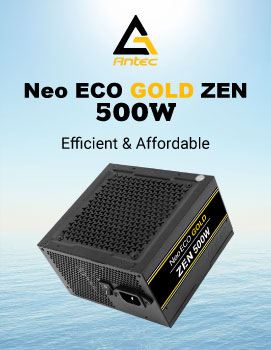 Antec
Neo ECO GOLD ZEN
500W
Efficient & Affordable
Neo ECO GOLD
ZEN 500W